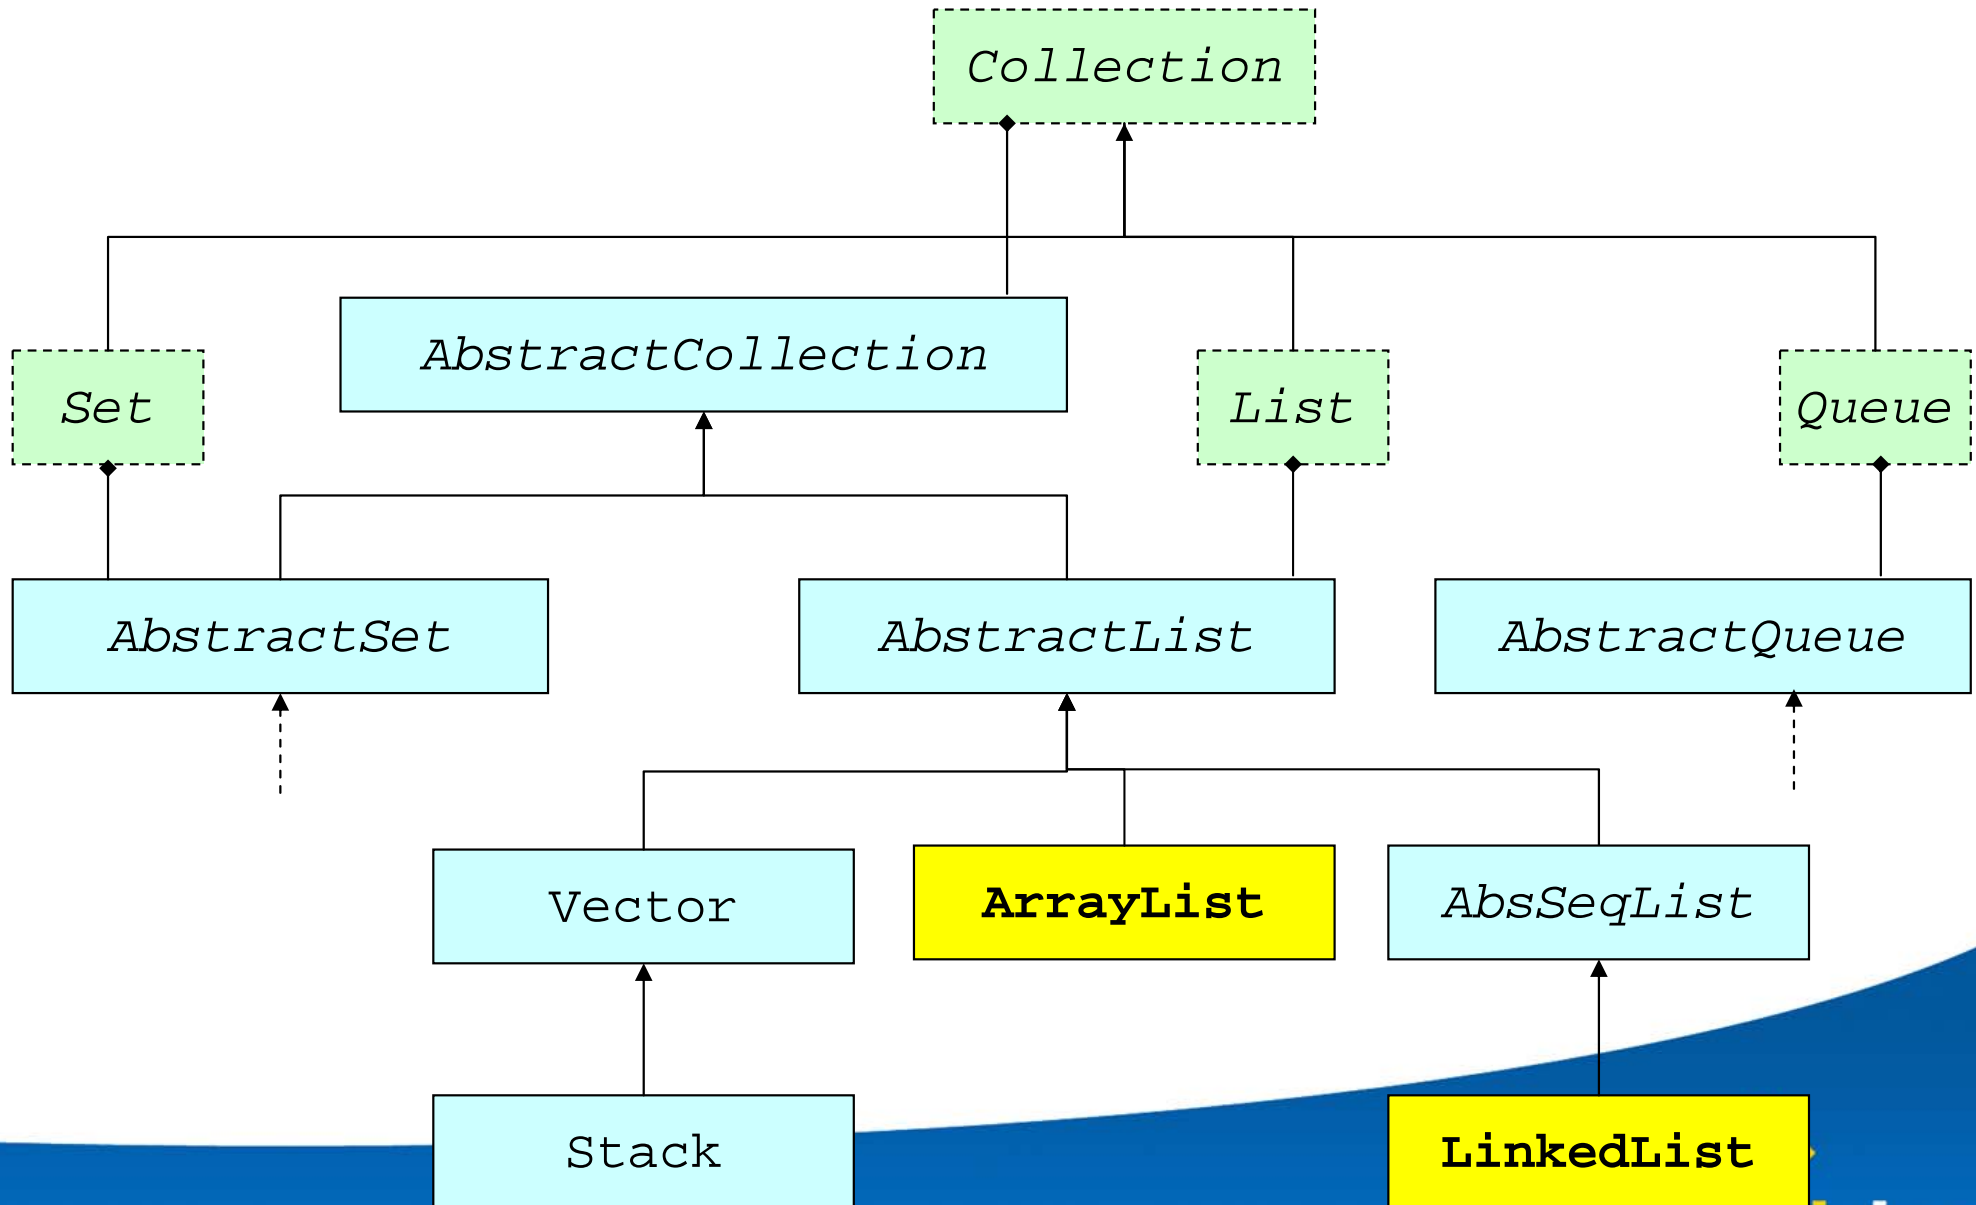 Collection
AbstractCollection
Set
List
Queue
AbstractSet
AbstractList
AbstractQueue
Vector
ArrayList
AbsSeqList
Stack
LinkedList